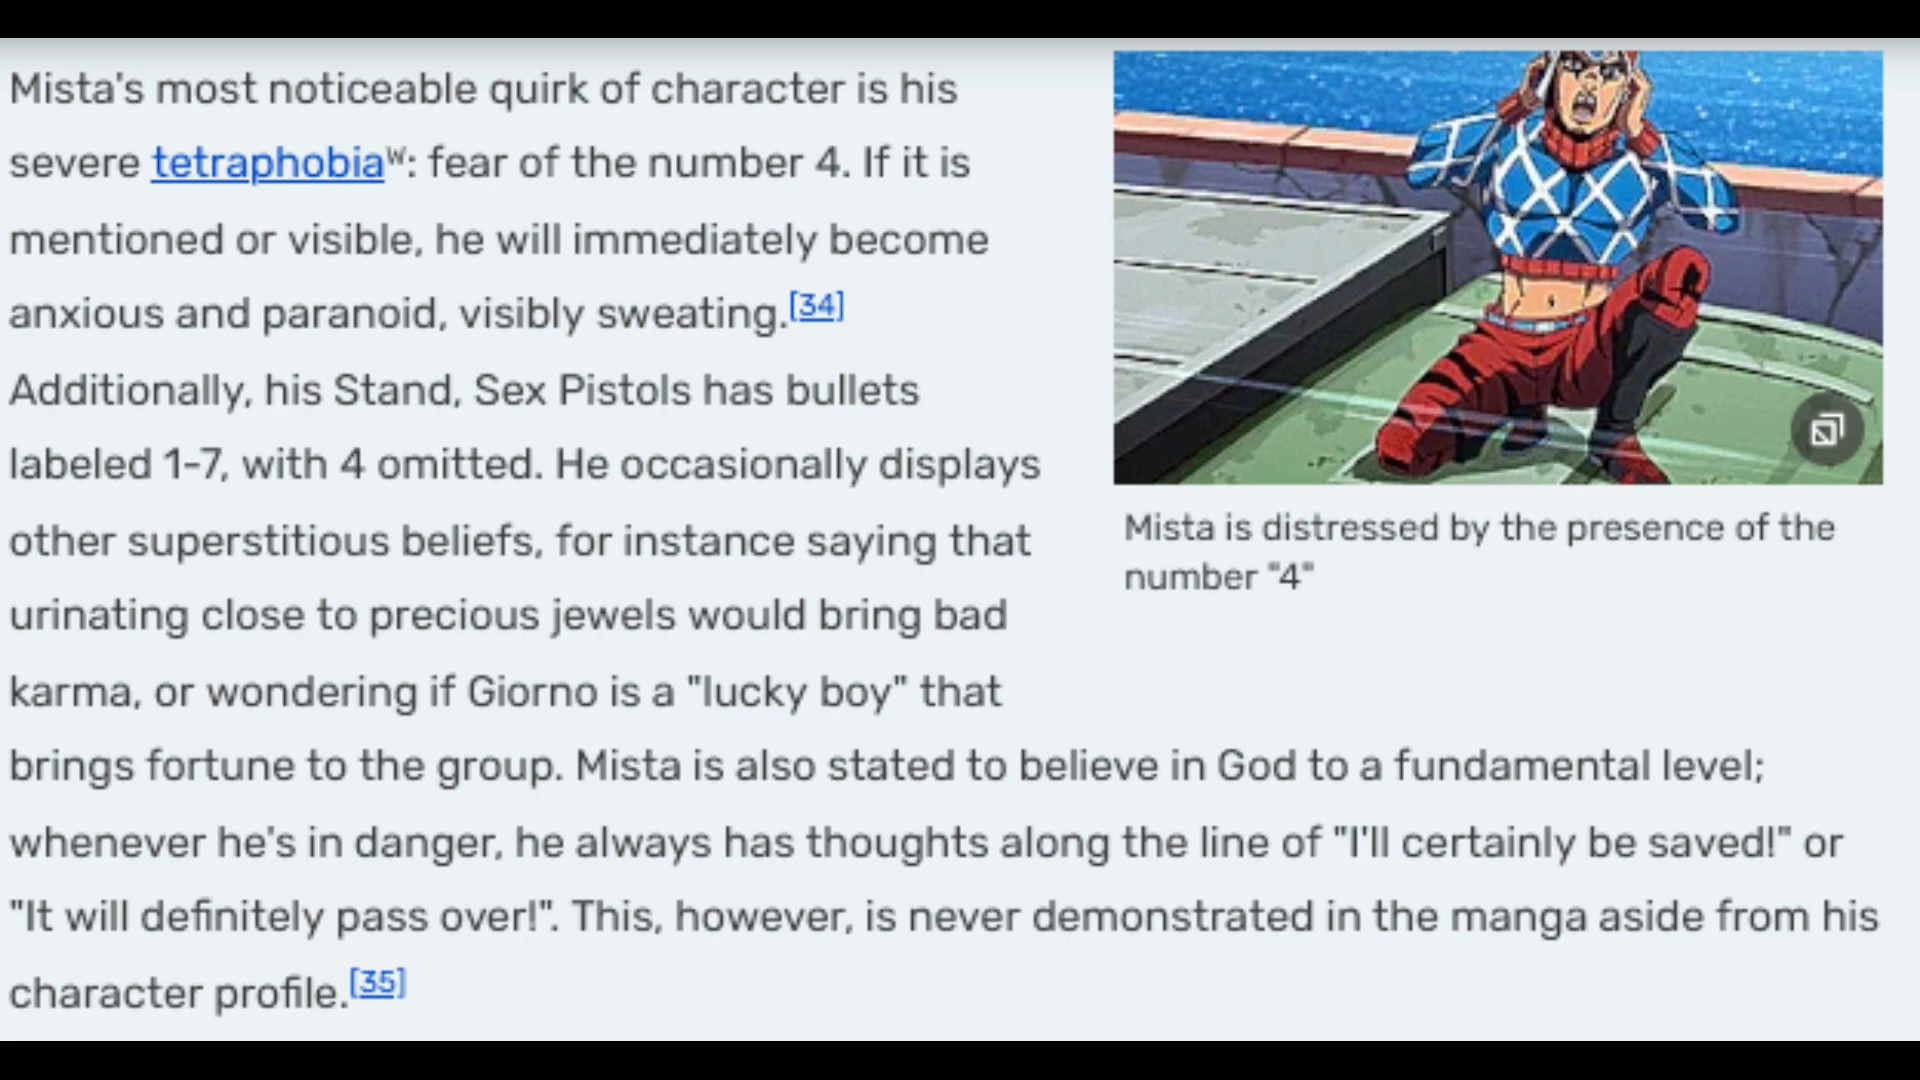 Mista's most noticeable quirk of character is his
severe tetraphobiaW: fear of the number 4. If it is
mentioned or visible, he will immediately become
anxious and paranoid, visibly sweating.[34]
Additionally, his Stand, Sex Pistols has bullets
labeled 1-7, with 4 omitted. He occasionally displays
other superstitious beliefs, for instance saying that
urinating close to precious jewels would bring bad
karma, or wondering if Giorno is a "lucky boy" that
brings fortune to the group. Mista is also stated to believe in God to a fundamental level;
whenever he's in danger, he always has thoughts along the line of "I'll certainly be saved!" or
"It will definitely pass over!". This, however, is never demonstrated in the manga aside from his
character profile.[35]
Mista is distressed by the presence of the
number "4"